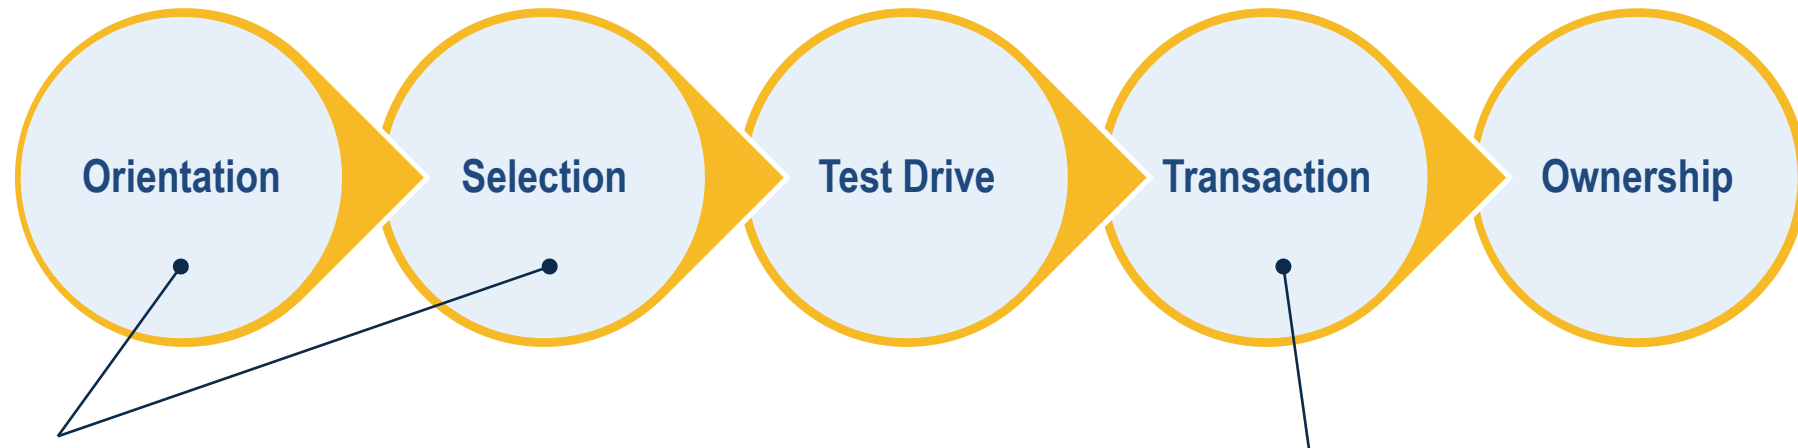 Orientation
Selection
Test Drive
Transaction
Ownership